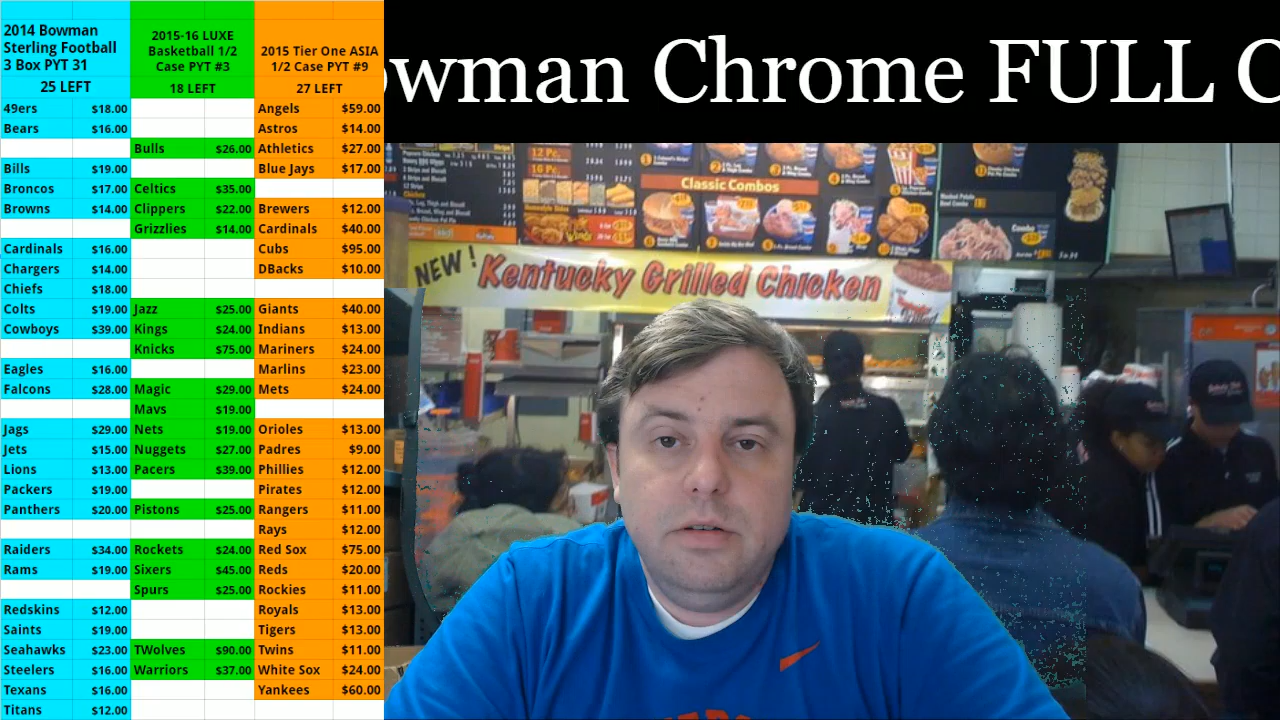 2014 Bowman
Sterling Football
3 Box PYT 31
25 LEFT
49ers $18.00
Bears $16.00
Bills $19.00
Broncos $17.00
Browns $14.00
Cardinals $16.00
Chargers $14.00
Chiefs $18.00
Colts $19.00
Cowboys $39.00
Eagles $16.00
Falcons $28.00
Jags $29.00
Jets $15.00
Lions $13.00
Packers $19.00
Panthers $20.00
Raiders $34.00
Rams $19.00
Redskins $12.00
Saints $19.00
Seahawks $23.00
Steelers $16.00
Texans $16.00
Titans $12.00
2015-16 LUXE
Basketball 1/2
Case PYT #3
18 LEFT
Bulls $26.00
Celtics $35.00
Clippers $22.00
Grizzlies $14.00
Jazz $25.00
Kings $24.00
Knicks $75.00
Magic $29.00
Mavs $19.00
Nets $19.00
Nuggets $27.00
Pacers $39.00
Pistons $25.00
Rockets $24.00
Sixers $45.00
Spurs $25.00
TWolves $90.00
Warriors $37.00
2015 Tier One ASIA
1/2 Case PYT #9
27 LEFT
Angels $59.00
Astros $14.00
Athletics $27.00
Blue Jays $17.00
Brewers $12.00
Cardinals $40.00
Cubs $95.00
DBacks $10.00
Giants $40.00
Indians $13.00
Mariners $24.00
Marlins $23.00
Mets $24.00
Orioles $13.00
Padres $9.00
Phillies $12.00
Pirates $12.00
Rangers $11.00
Rays $12.00
Red Sox $75.00
Reds $20.00
Rockies $11.00
Royals $13.00
Tigers $13.00
Twins $11.00
White Sox $24.00
Yankees $60.00
owman Chrome FULL C
12 Pc.
16 Pc.
Classic Combos
NEW! Kentucky Grilled Chicken